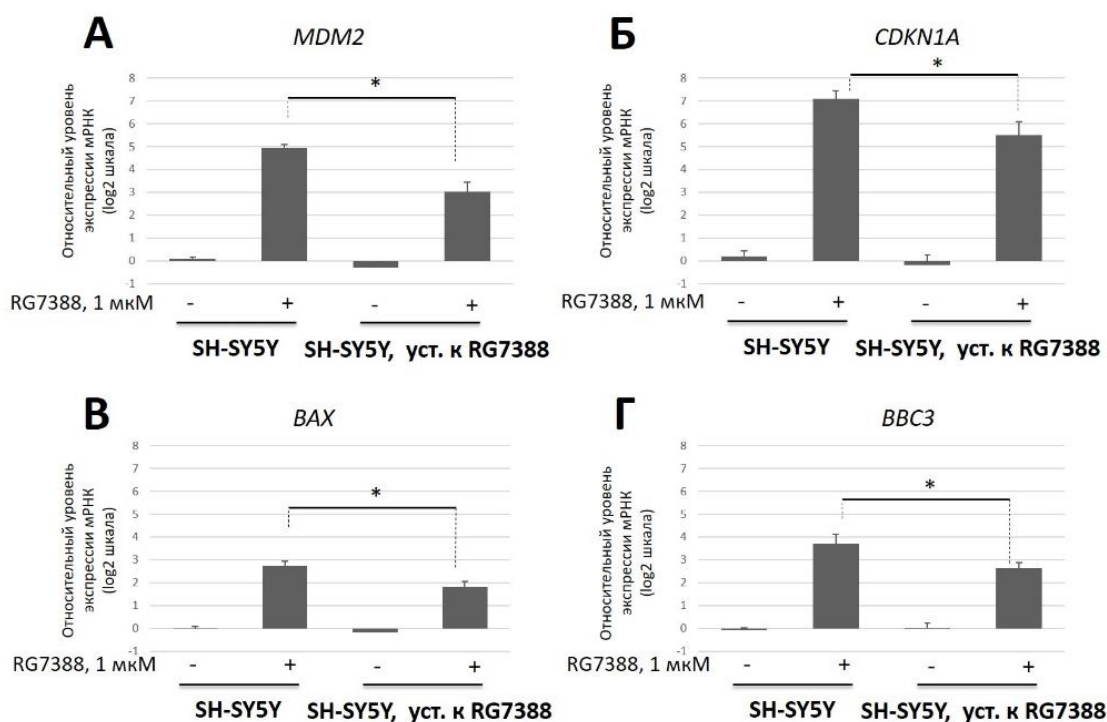 А
MDM2
Относительный уровень
экспрессии мРНК
(log2 шкала)
8
7
6
5
4
3
2
1
0
-1
*
RG7388, 1 мкМ - + - +
SH-SY5Y SH-SY5Y, уст. к RG7388
Б
CDKN1A
Относительный уровень
экспрессии мРНК
(log2 шкала)
8
7
6
5
4
3
2
1
0
-1
*
RG7388, 1 мкМ - + - +
SH-SY5Y SH-SY5Y, уст. к RG7388
В
BAX
Относительный уровень
экспрессии мРНК
(log2 шкала)
8
7
6
5
4
3
2
1
0
-1
*
RG7388, 1 мкМ - + - +
SH-SY5Y SH-SY5Y, уст. к RG7388
Г
BBC3
Относительный уровень
экспрессии мРНК
(log2 шкала)
8
7
6
5
4
3
2
1
0
-1
*
RG7388, 1 мкМ - + - +
SH-SY5Y SH-SY5Y, уст. к RG7388